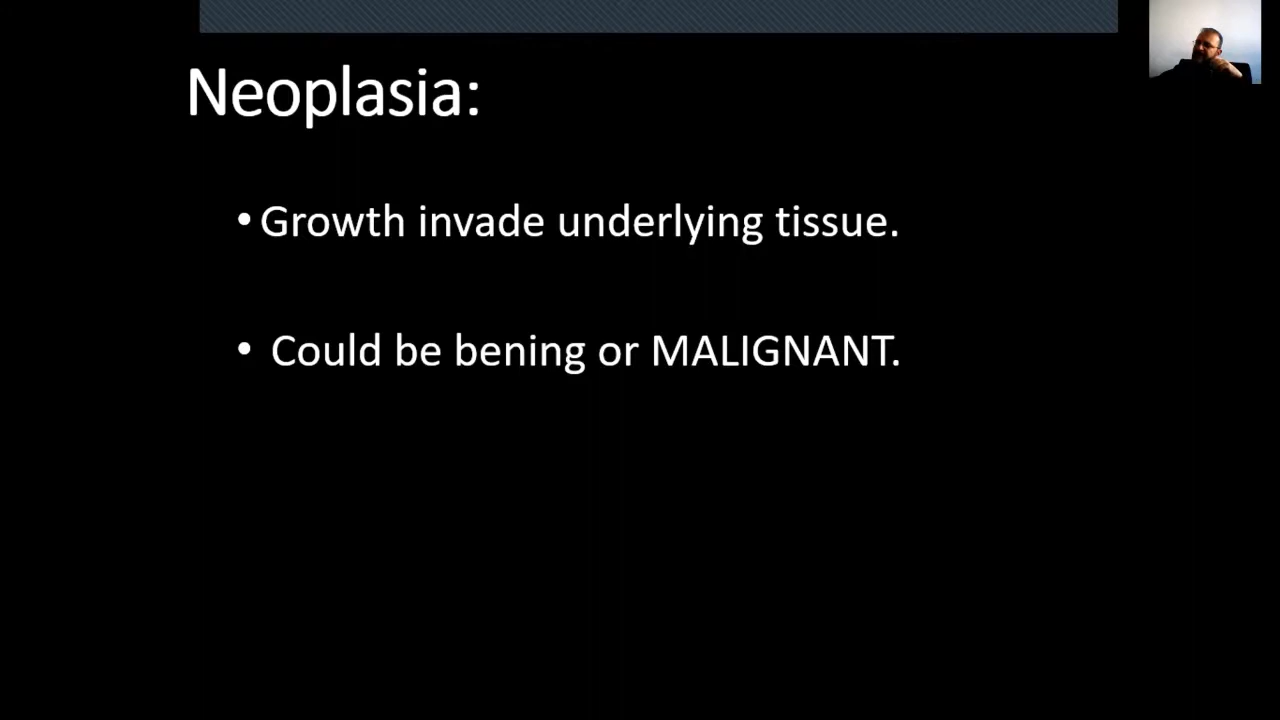 Neoplasia:
• Growth invade underlying tissue.
• Could be bening or MALIGNANT.